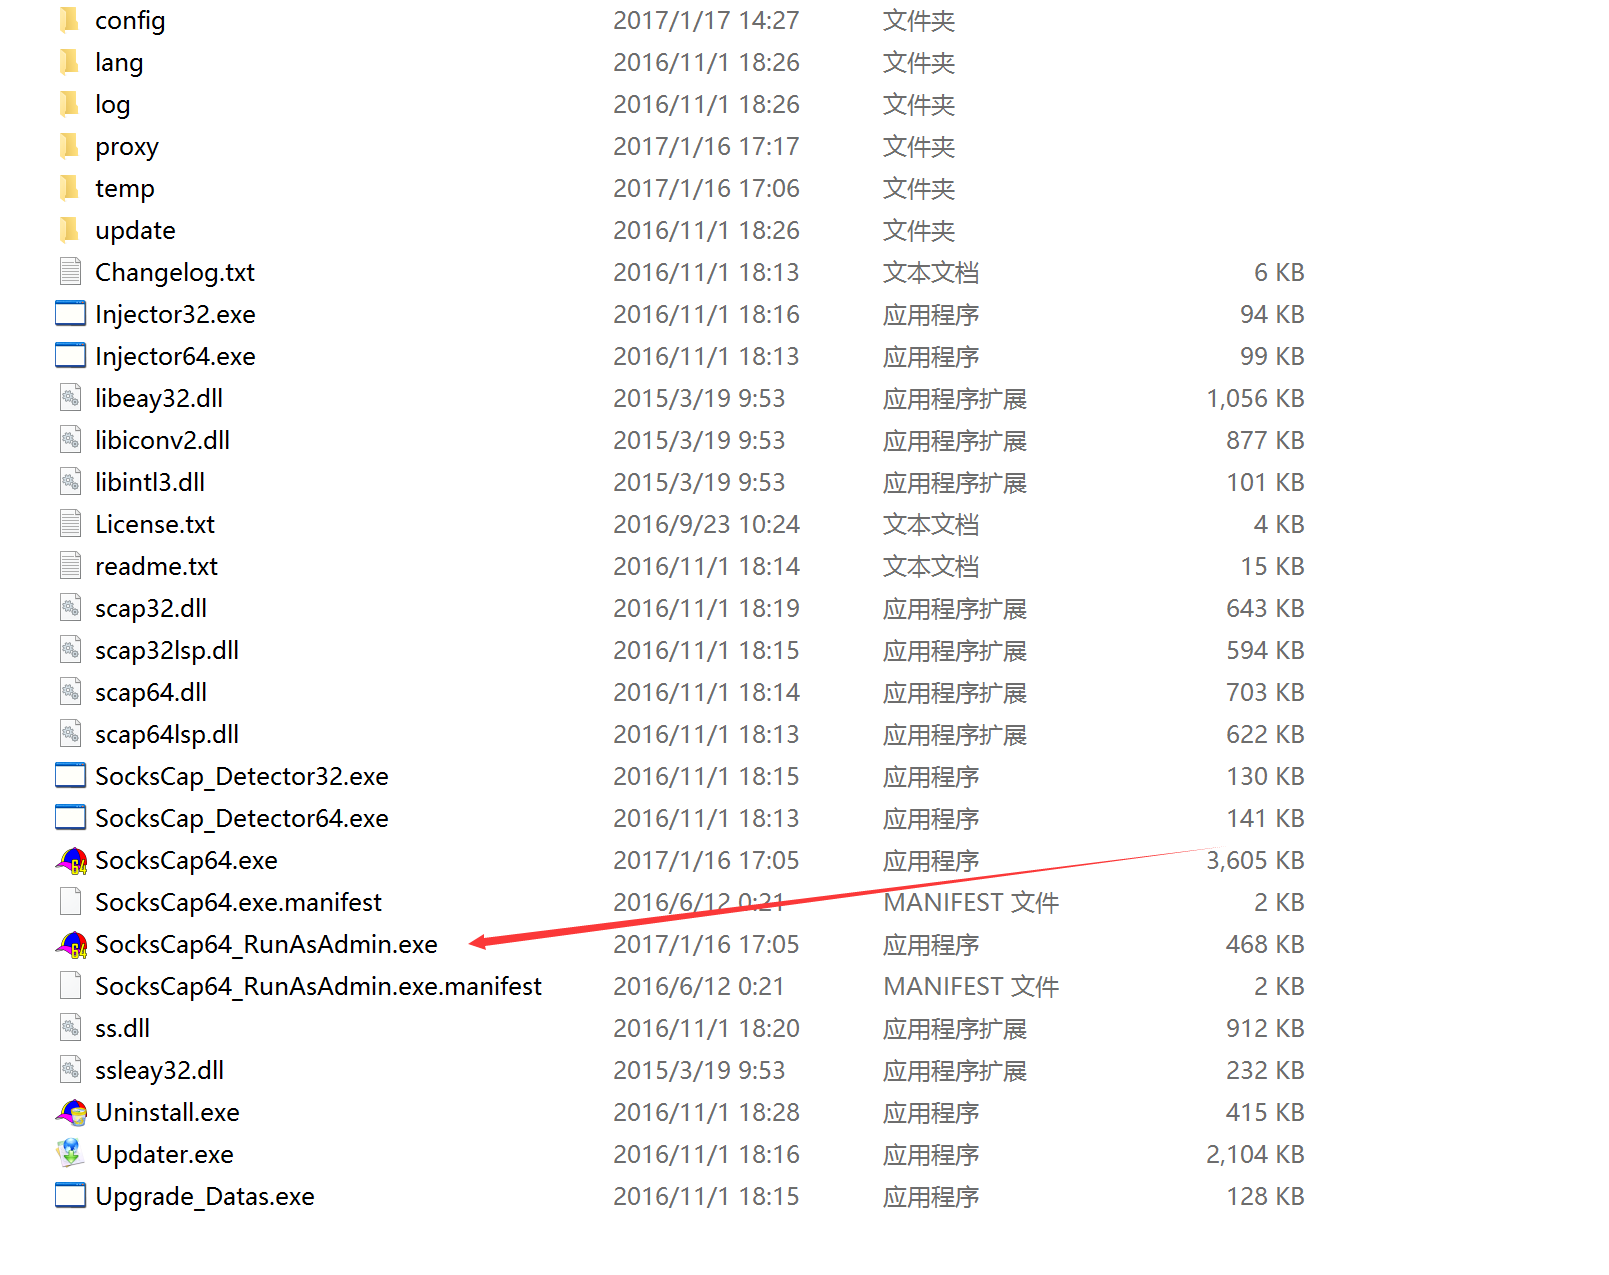 config 2017/1/17 14:27 文件夹
lang 2016/11/1 18:26 文件夹
log 2016/11/1 18:26 文件夹
proxy 2017/1/16 17:17 文件夹
temp 2017/1/16 17:06 文件夹
update 2016/11/1 18:26 文件夹
Changelog.txt 2016/11/1 18:13 文本文档 6 KB
Injector32.exe 2016/11/1 18:16 应用程序 94 KB
Injector64.exe 2016/11/1 18:13 应用程序 99 KB
libeay32.dll 2015/3/19 9:53 应用程序扩展 1,056 KB
libiconv2.dll 2015/3/19 9:53 应用程序扩展 877 KB
libintl3.dll 2015/3/19 9:53 应用程序扩展 101 KB
License.txt 2016/9/23 10:24 文本文档 4 KB
readme.txt 2016/11/1 18:14 文本文档 15 KB
scap32.dll 2016/11/1 18:19 应用程序扩展 643 KB
scap32lsp.dll 2016/11/1 18:15 应用程序扩展 594 KB
scap64.dll 2016/11/1 18:14 应用程序扩展 703 KB
scap64lsp.dll 2016/11/1 18:13 应用程序扩展 622 KB
SocksCap_Detector32.exe 2016/11/1 18:15 应用程序 130 KB
SocksCap_Detector64.exe 2016/11/1 18:13 应用程序 141 KB
64 SocksCap64.exe 2017/1/16 17:05 应用程序 3,605 KB
SocksCap64.exe.manifest 2016/6/12 0:21 MANIFEST 文件 2 KB
64 SocksCap64_RunAsAdmin.exe 2017/1/16 17:05 应用程序 468 KB
SocksCap64_RunAsAdmin.exe.manifest 2016/6/12 0:21 MANIFEST 文件 2 KB
ss.dll 2016/11/1 18:20 应用程序扩展 912 KB
ssleay32.dll 2015/3/19 9:53 应用程序扩展 232 KB
Uninstall.exe 2016/11/1 18:28 应用程序 415 KB
Updater.exe 2016/11/1 18:16 应用程序 2,104 KB
Upgrade_Datas.exe 2016/11/1 18:15 应用程序 128 KB